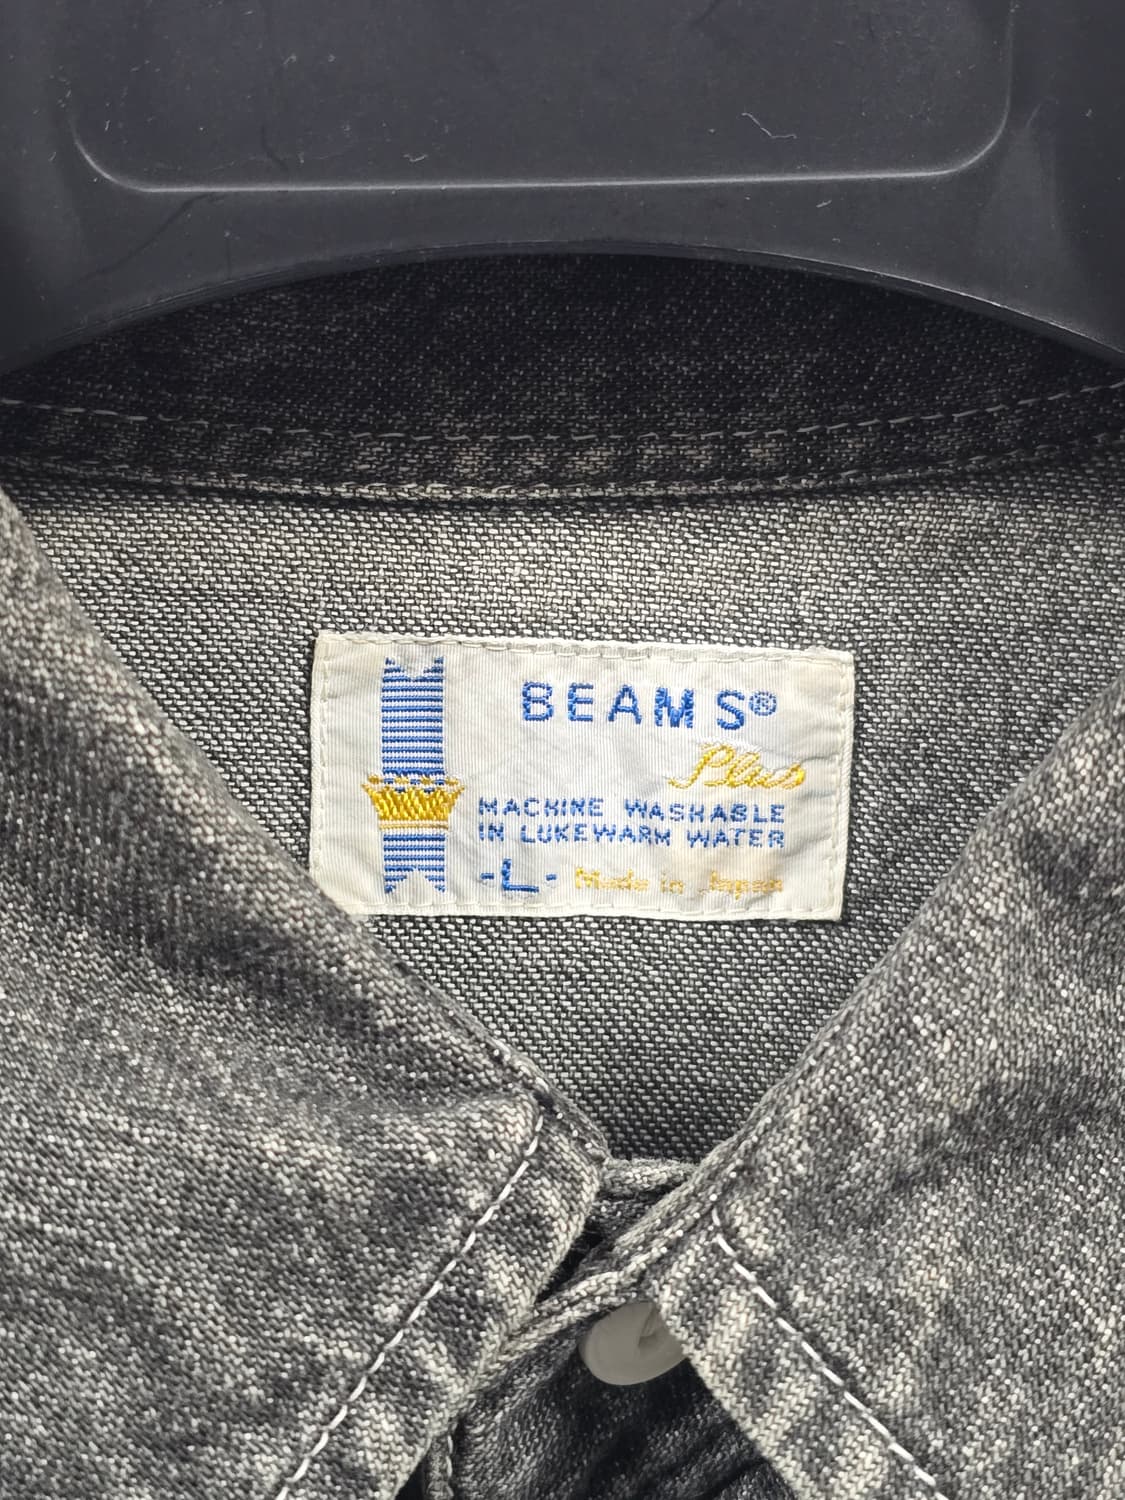 BEAMS®
Plus
MACHINE WASHABLE
IN LUKEWARM WATER
-L- Made in Japan